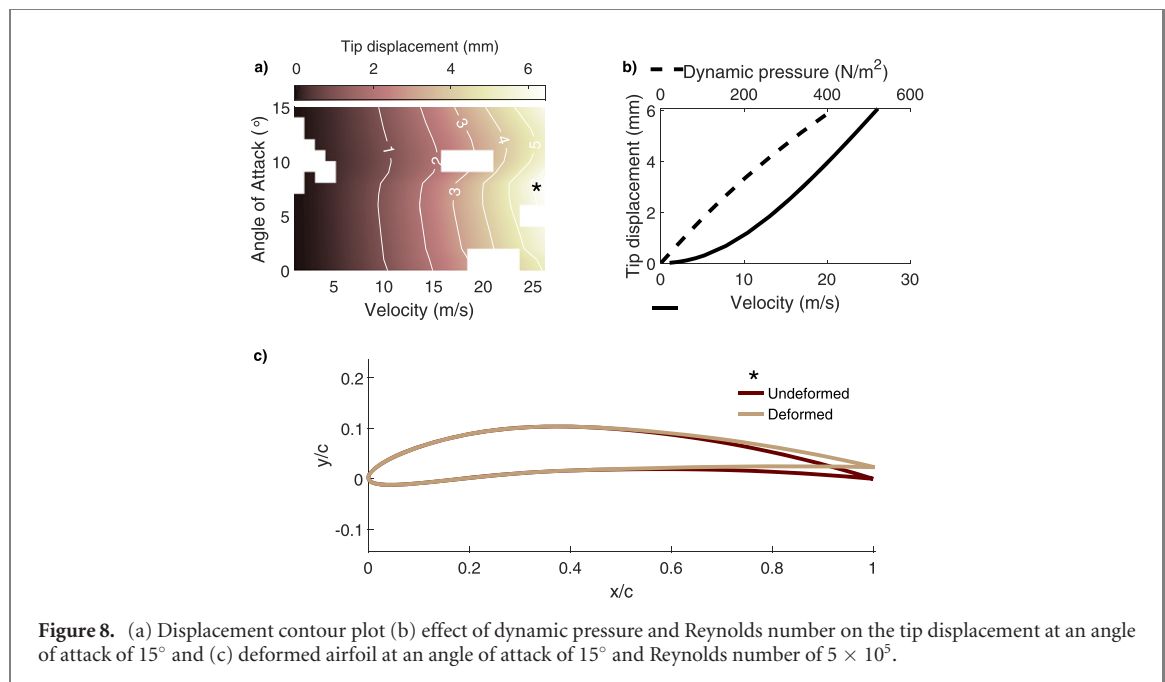 Tip displacement (mm)
a)
0 2 4 6
15
10
5
0
Angle of Attack (°)
1
2
3
3
4
5
*
5 10 15 20 25
Velocity (m/s)
b)
Dynamic pressure (N/m²)
0 200 400 600
6
4
2
0
Tip displacement (mm)
0 10 20 30
Velocity (m/s)
c)
0.2
0.1
0
-0.1
y/c
*
Undeformed
Deformed
0 0.2 0.4 0.6 0.8 1
x/c
Figure 8. (a) Displacement contour plot (b) effect of dynamic pressure and Reynolds number on the tip displacement at an angle
of attack of 15° and (c) deformed airfoil at an angle of attack of 15° and Reynolds number of 5 × 10⁵.